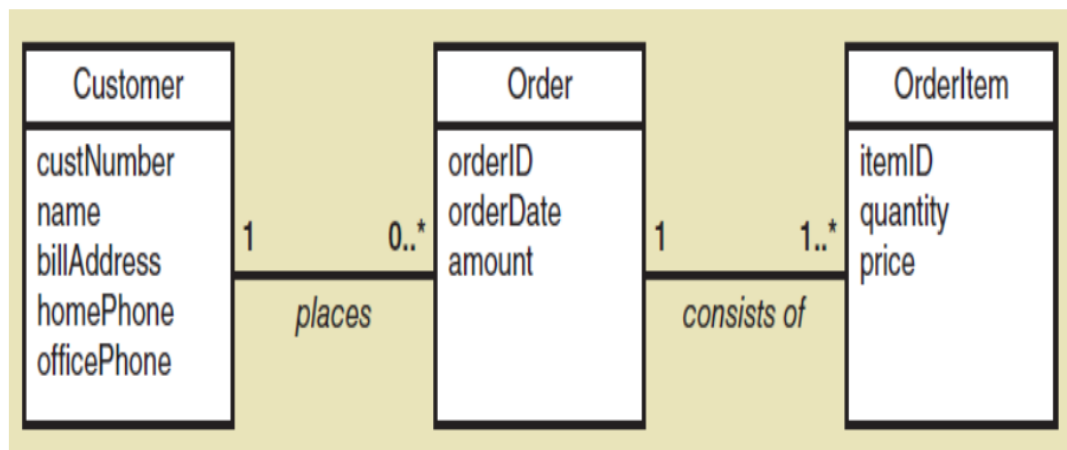 Customer
custNumber
name
billAddress
homePhone
officePhone
1
0..*
places
Order
orderID
orderDate
amount
1
1..*
consists of
OrderItem
itemID
quantity
price